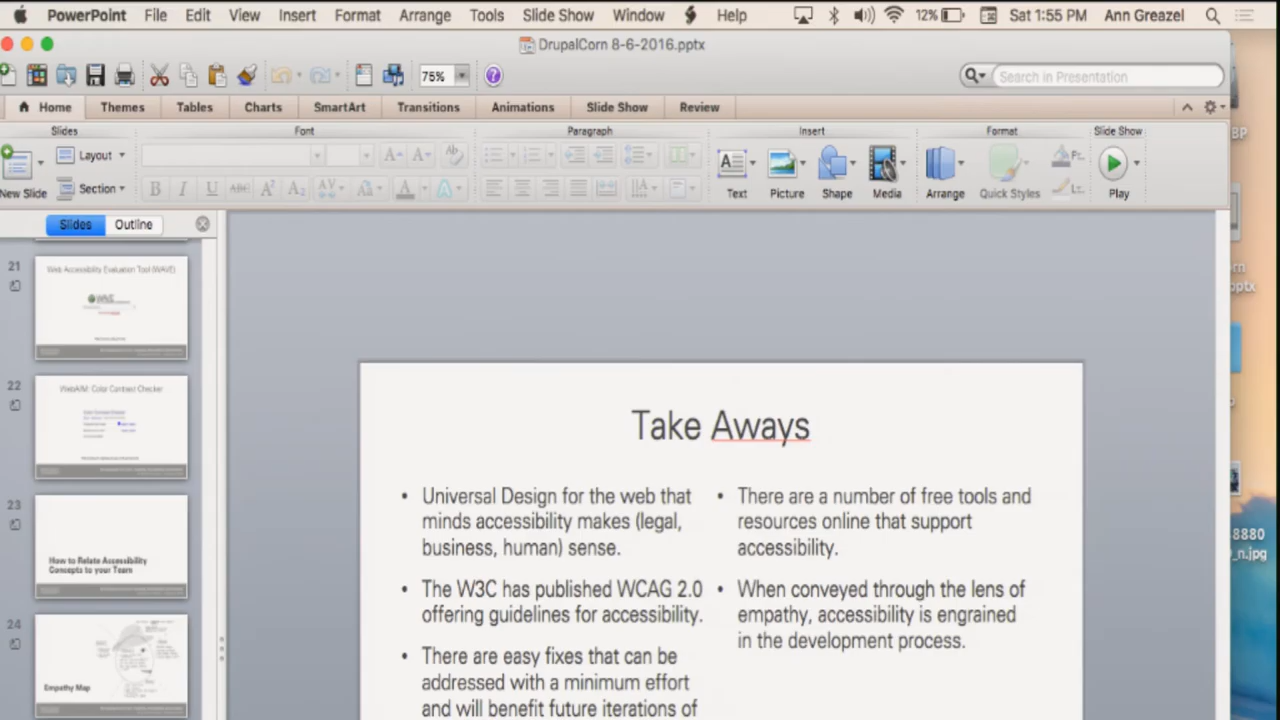 PowerPoint File Edit View Insert Format Arrange Tools Slide Show Window Help 12% Sat 1:55 PM Ann Greazel
DrupalCorn 8-6-2016.pptx
75% Search in Presentation
Home Themes Tables Charts SmartArt Transitions Animations Slide Show Review
Slides Font Paragraph Insert Format Slide Show
Layout
New Slide Section Text Picture Shape Media Arrange Quick Styles Play
Slides Outline
21
Web Accessibility Evaluation Tool (WAVE)
WAVE
22
WebAIM: Color Contrast Checker
23
How to Relate Accessibility
Concepts to your Team
24
Empathy Map
Take Aways
• Universal Design for the web that
minds accessibility makes (legal,
business, human) sense.
• The W3C has published WCAG 2.0
offering guidelines for accessibility.
• There are easy fixes that can be
addressed with a minimum effort
and will benefit future iterations of
• There are a number of free tools and
resources online that support
accessibility.
• When conveyed through the lens of
empathy, accessibility is engrained
in the development process.
BP
orn
pptx
8880
0_n.jpg